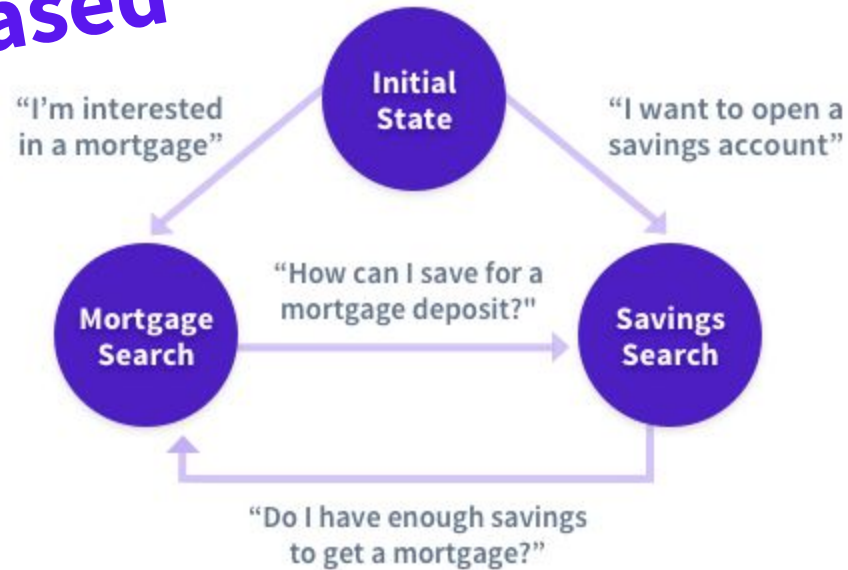 ased
Initial
State
“I’m interested
in a mortgage”
“I want to open a
savings account”
“How can I save for a
mortgage deposit?"
Mortgage
Search
Savings
Search
“Do I have enough savings
to get a mortgage?”